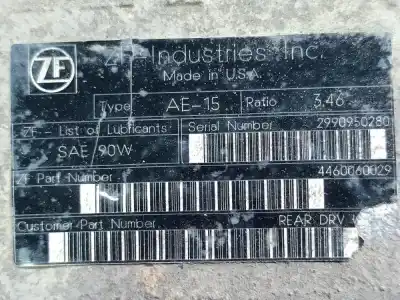 ZF
ZF Industries Inc.
Made in U.S.A.
Type AE-15 Ratio 3.46
ZF - List of Lubricants
SAE 90W
Serial Number 2990950280
ZF Part Number 4460060029
Customer Part Number REAR DRV